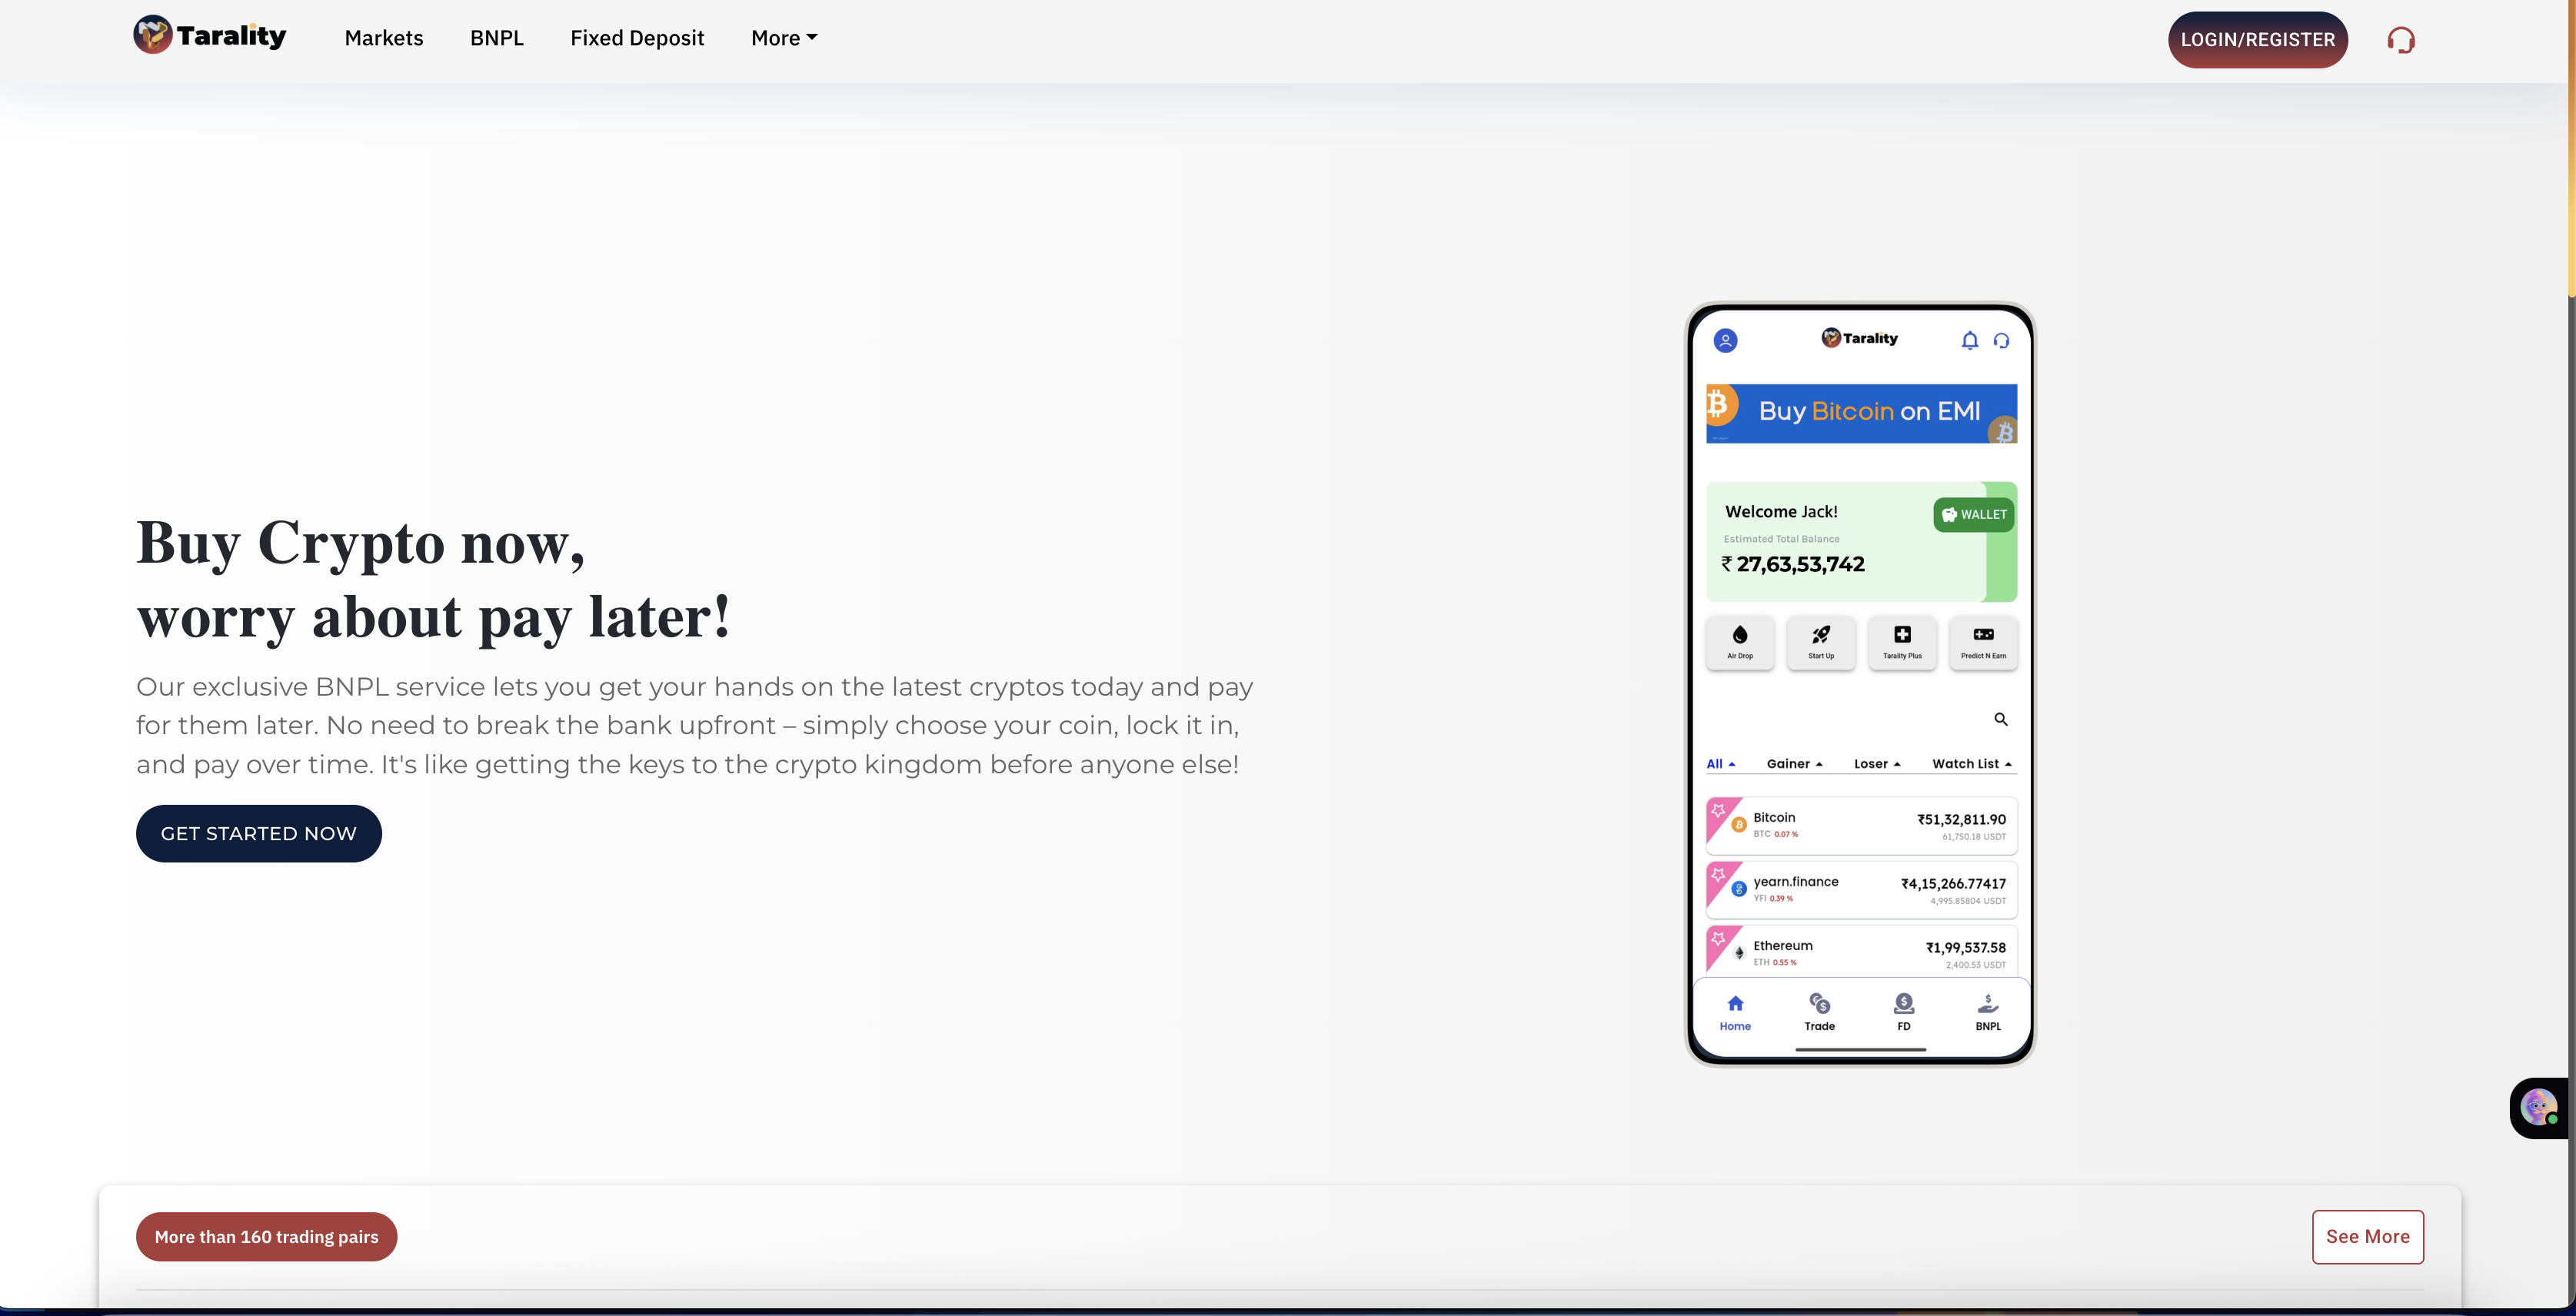 Tarality
Markets
BNPL
Fixed Deposit
More
LOGIN/REGISTER
Buy Crypto now,
worry about pay later!
Our exclusive BNPL service lets you get your hands on the latest cryptos today and pay
for them later. No need to break the bank upfront – simply choose your coin, lock it in,
and pay over time. It's like getting the keys to the crypto kingdom before anyone else!
GET STARTED NOW
Tarality
Buy Bitcoin on EMI
Welcome Jack!
WALLET
Estimated Total Balance
₹ 27,63,53,742
Air Drop
Start Up
Tarality Plus
Predict N Earn
All
Gainer
Loser
Watch List
Bitcoin
₹51,32,811.90
BTC 0.07 %
61,750.18 USDT
yearn.finance
₹4,15,266.77417
YFI 0.39 %
4,995.85804 USDT
Ethereum
₹1,99,537.58
ETH 0.55 %
2,400.53 USDT
Home
Trade
FD
BNPL
More than 160 trading pairs
See More